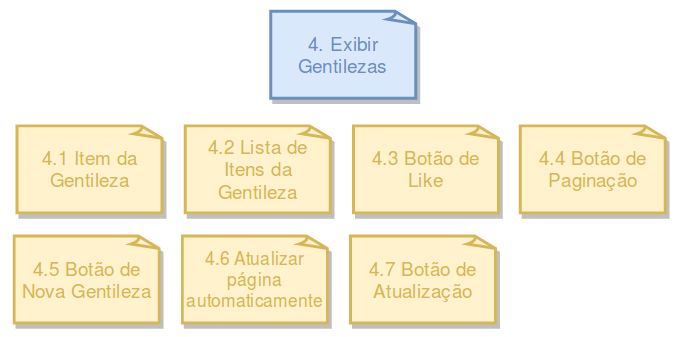 4. Exibir
Gentilezas
4.1 Item da
Gentileza
4.2 Lista de
Itens da
Gentileza
4.3 Botão de
Like
4.4 Botão de
Paginação
4.5 Botão de
Nova Gentileza
4.6 Atualizar
página
automaticamente
4.7 Botão de
Atualização